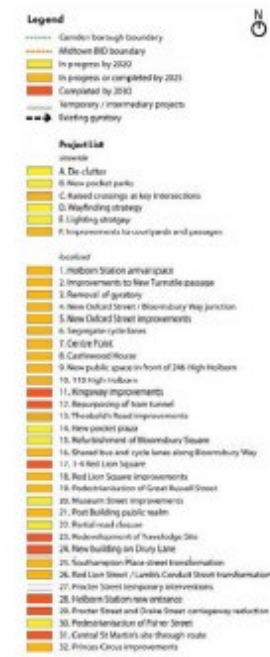 N
Legend
Camden borough boundary
Midtown BID boundary
In progress by 2020
In progress or completed by 2025
Completed by 2030
Temporary / intermediary projects
Existing gyratory
Project List
sitewide
A. De-clutter
B. New pocket parks
C. Raised crossings at key intersections
D. Wayfinding strategy
E. Lighting strategy
F. Improvements to courtyards and passages
localised
1. Holborn Station arrival space
2. Improvements to New Turnstile passage
3. Removal of gyratory
4. New Oxford Street / Bloomsbury Way junction
5. New Oxford Street improvements
6. Segregate cycle lanes
7. Centre Point
8. Castlewood House
9. New public space in front of 246 High Holborn
10. 110 High Holborn
11. Kingsway improvements
12. Repurposing of tram tunnel
13. Theobald's Road improvements
14. New pocket plaza
15. Refurbishment of Bloomsbury Square
16. Shared bus and cycle lanes along Bloomsbury Way
17. 1-4 Red Lion Square
18. Red Lion Square improvements
19. Pedestrianisation of Great Russell Street
20. Museum Street improvements
21. Post Building public realm
22. Partial road closure
23. Redevelopment of Travelodge Site
24. New building on Drury Lane
25. Southampton Place street transformation
26. Red Lion Street / Lamb's Conduit Street transformation
27. Procter Street temporary interventions
28. Holborn Station new entrance
29. Procter Street and Drake Street carriageway reduction
30. Pedestrianisation of Fisher Street
31. Central St Martin's site through route
32. Princes Circus improvements